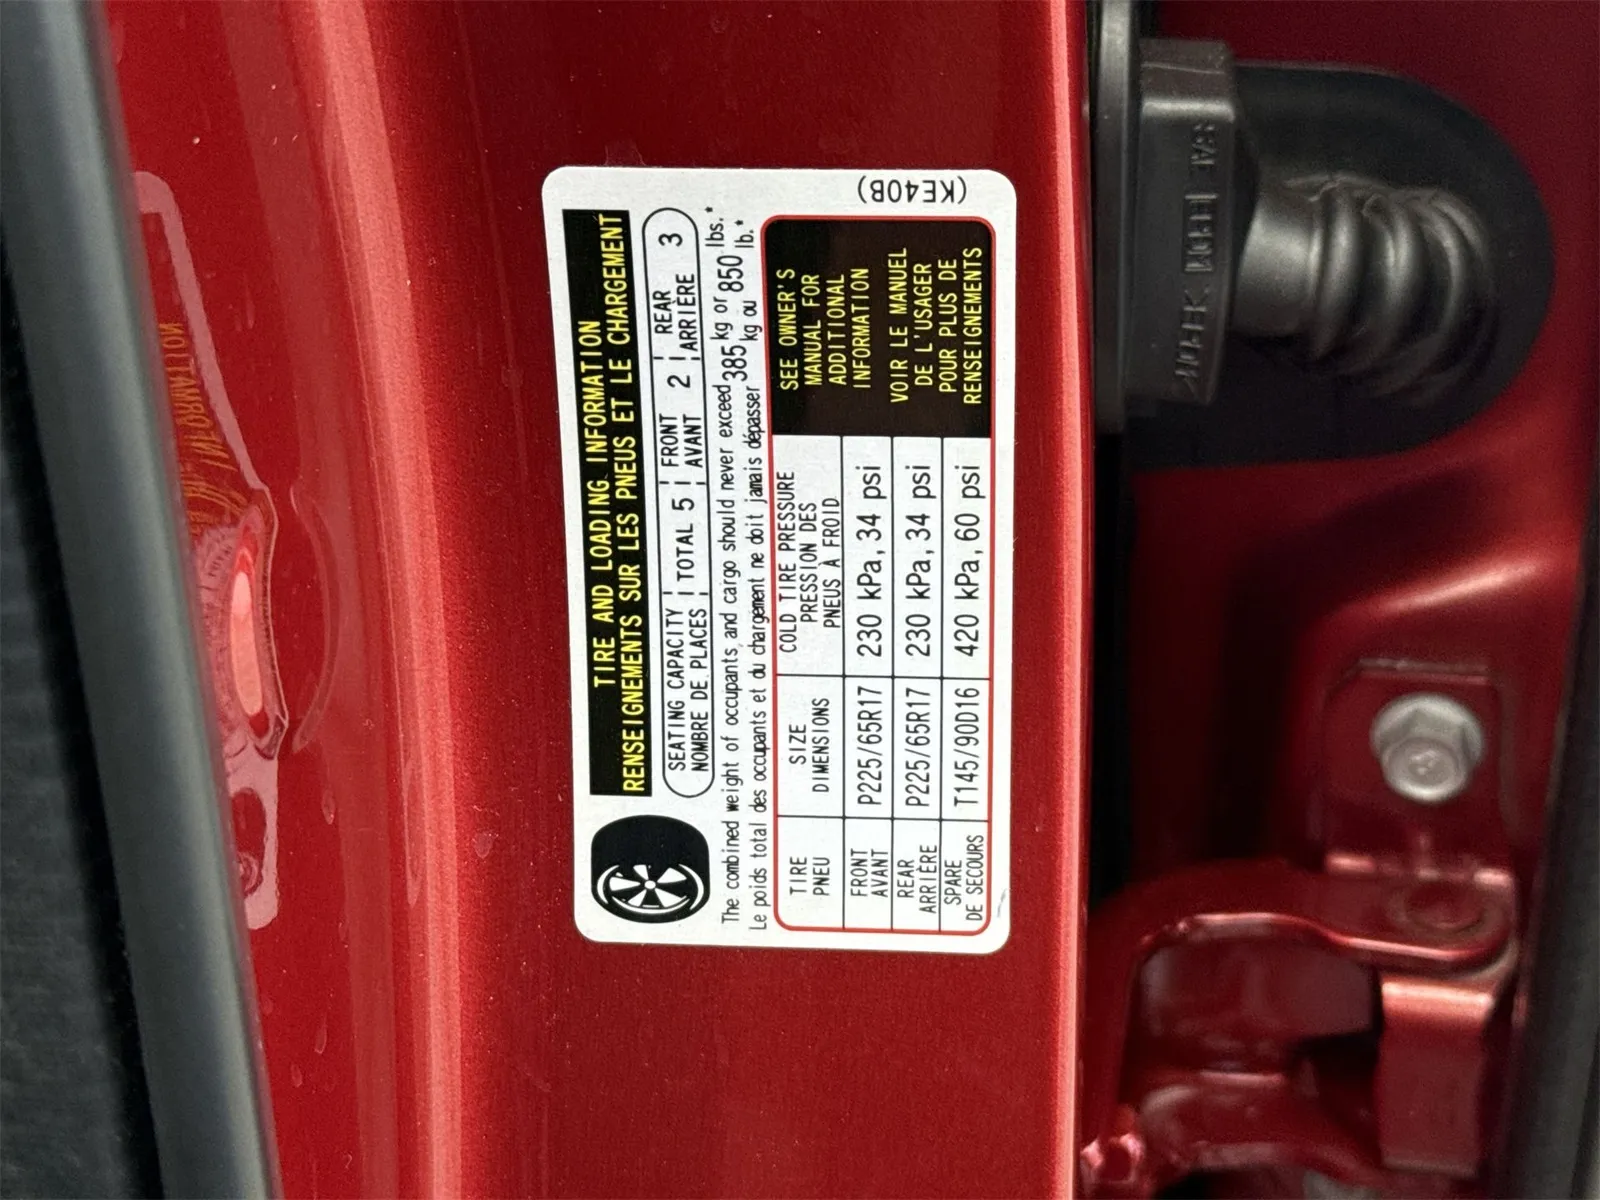 TIRE AND LOADING INFORMATION
RENSEIGNEMENTS SUR LES PNEUS ET LE CHARGEMENT
SEATING CAPACITY TOTAL 5 FRONT 2 REAR 3
NOMBRE DE PLACES AVANT ARRIÈRE
The combined weight of occupants and cargo should never exceed 385 kg or 850 lbs.*
Le poids total des occupants et du chargement ne doit jamais dépasser kg ou lb.*
TIRE SIZE COLD TIRE PRESSURE
PNEU DIMENSIONS PRESSION DES
PNEUS À FROID
FRONT P225/65R17 230 kPa, 34 psi
AVANT
REAR P225/65R17 230 kPa, 34 psi
ARRIÈRE
SPARE T145/90D16 420 kPa, 60 psi
DE SECOURS
SEE OWNER'S
MANUAL FOR
ADDITIONAL
INFORMATION
VOIR LE MANUEL
DE L'USAGER
POUR PLUS DE
RENSEIGNEMENTS
(KE40B)